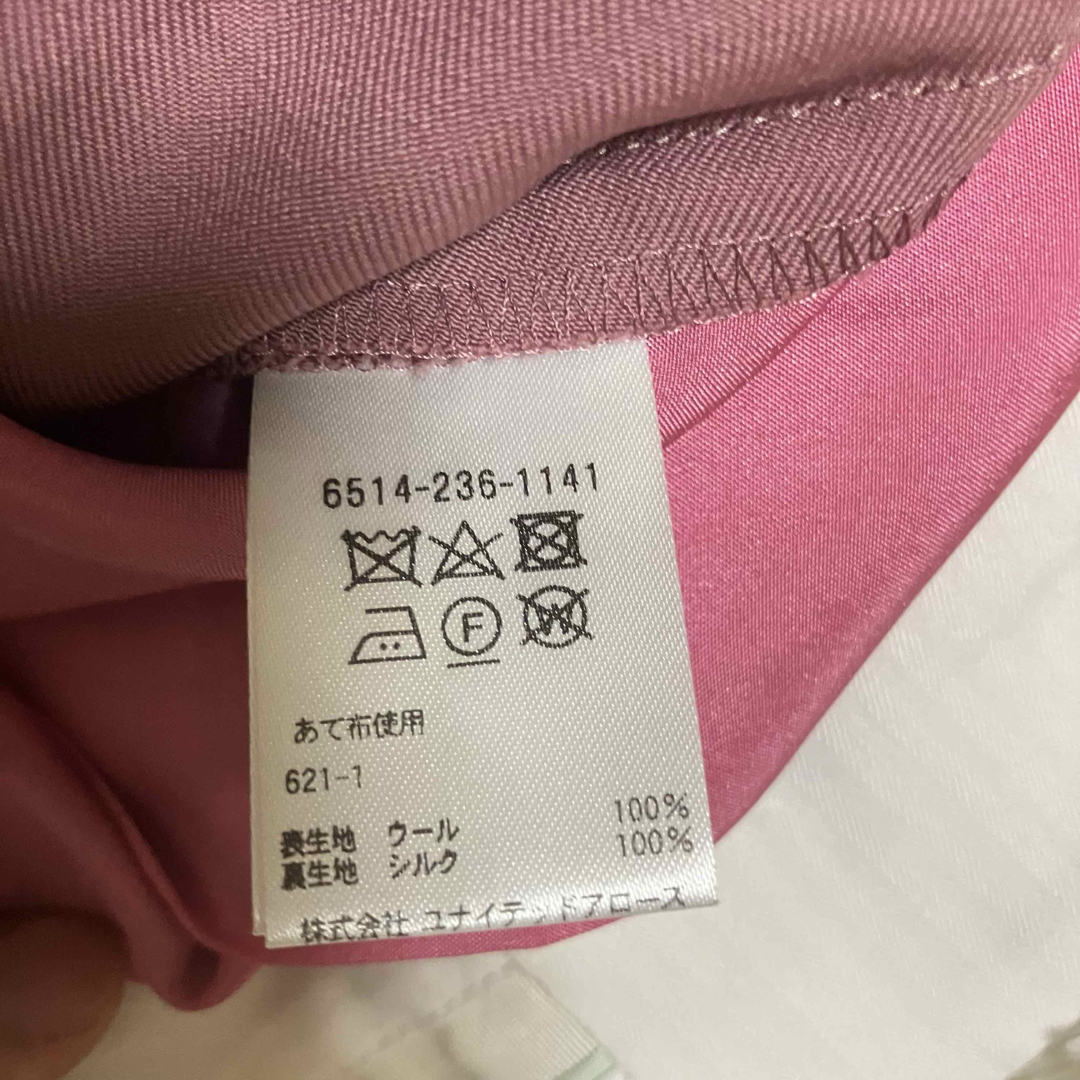 6514-236-1141
F W
あて布使用
621-1
表生地 ウール 100%
裏生地 シルク 100%
株式会社 ユナイテッドアローズ